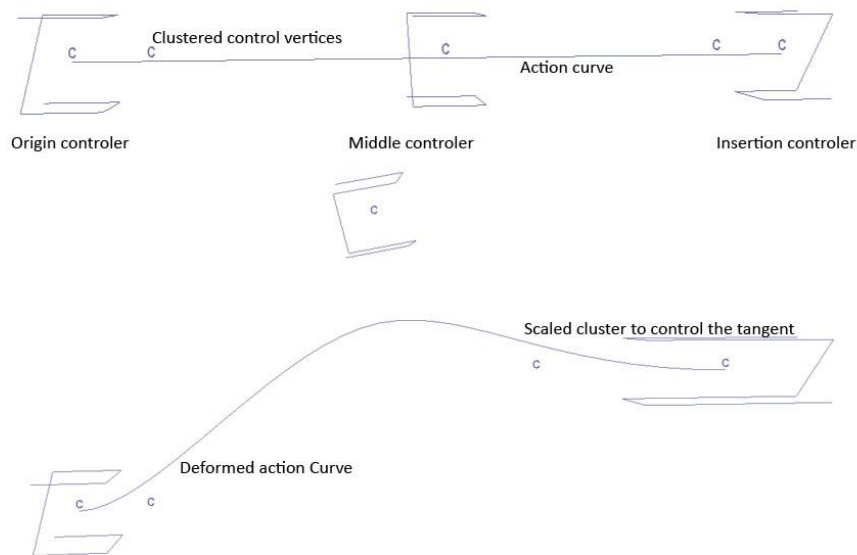 Clustered control vertices
C C C C C
Action curve
Origin controler Middle controler Insertion controler
C
Scaled cluster to control the tangent
C C
Deformed action Curve
C C